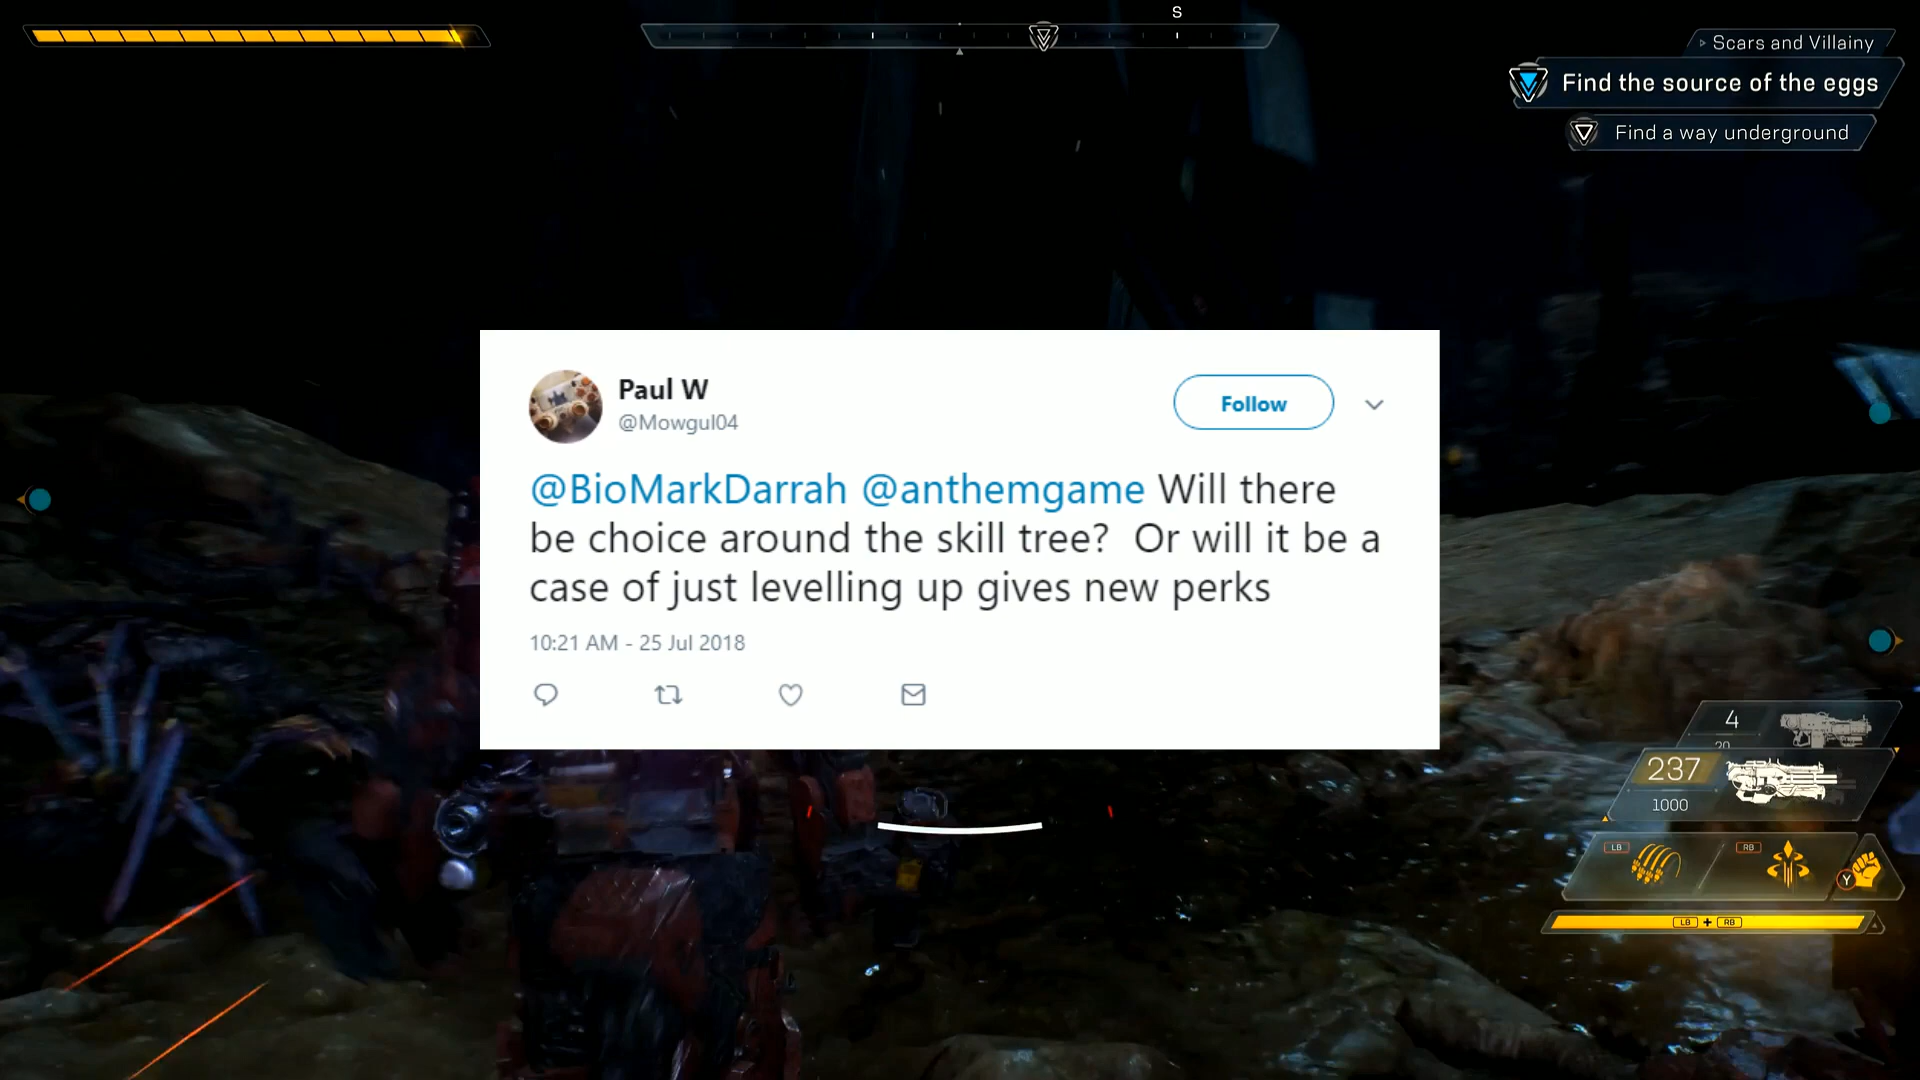 S
Scars and Villainy
Find the source of the eggs
Find a way underground
Paul W
@Mowgul04
Follow
@BioMarkDarrah @anthemgame Will there
be choice around the skill tree?  Or will it be a
case of just levelling up gives new perks
10:21 AM - 25 Jul 2018
4
20
237
1000
LB
RB
Y
LB + RB